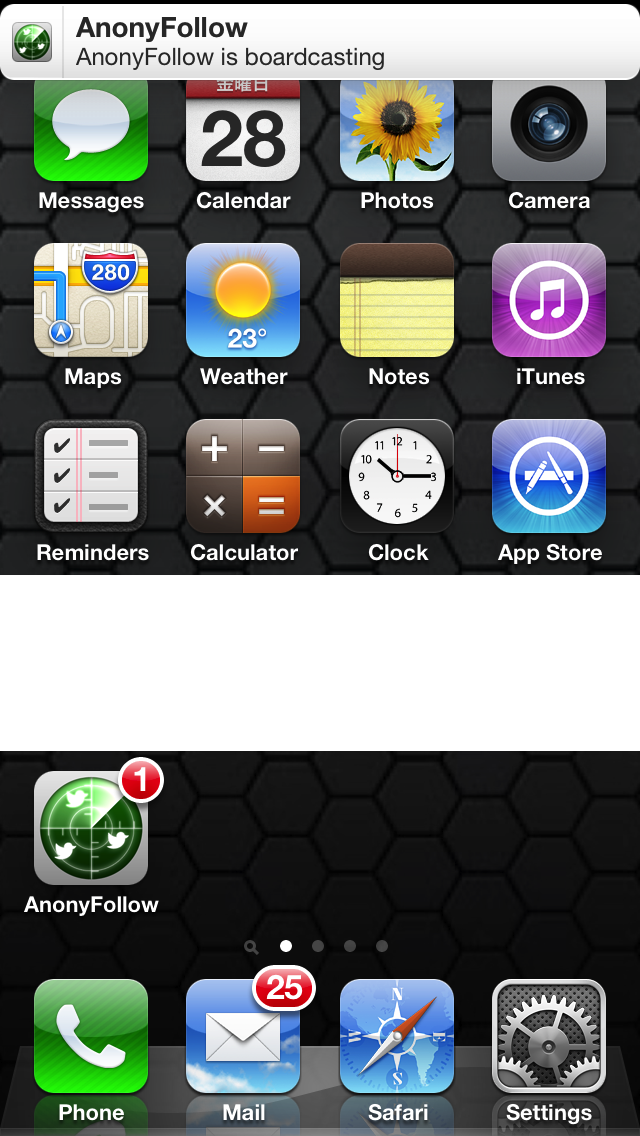 AnonyFollow
AnonyFollow is boardcasting
金曜日
28
Messages
Calendar
Photos
Camera
280
23°
Maps
Weather
Notes
iTunes
12
1
2
3
4
5
6
7
8
9
10
11
Reminders
Calculator
Clock
App Store
1
AnonyFollow
25
N
W
E
S
Phone
Mail
Safari
Settings